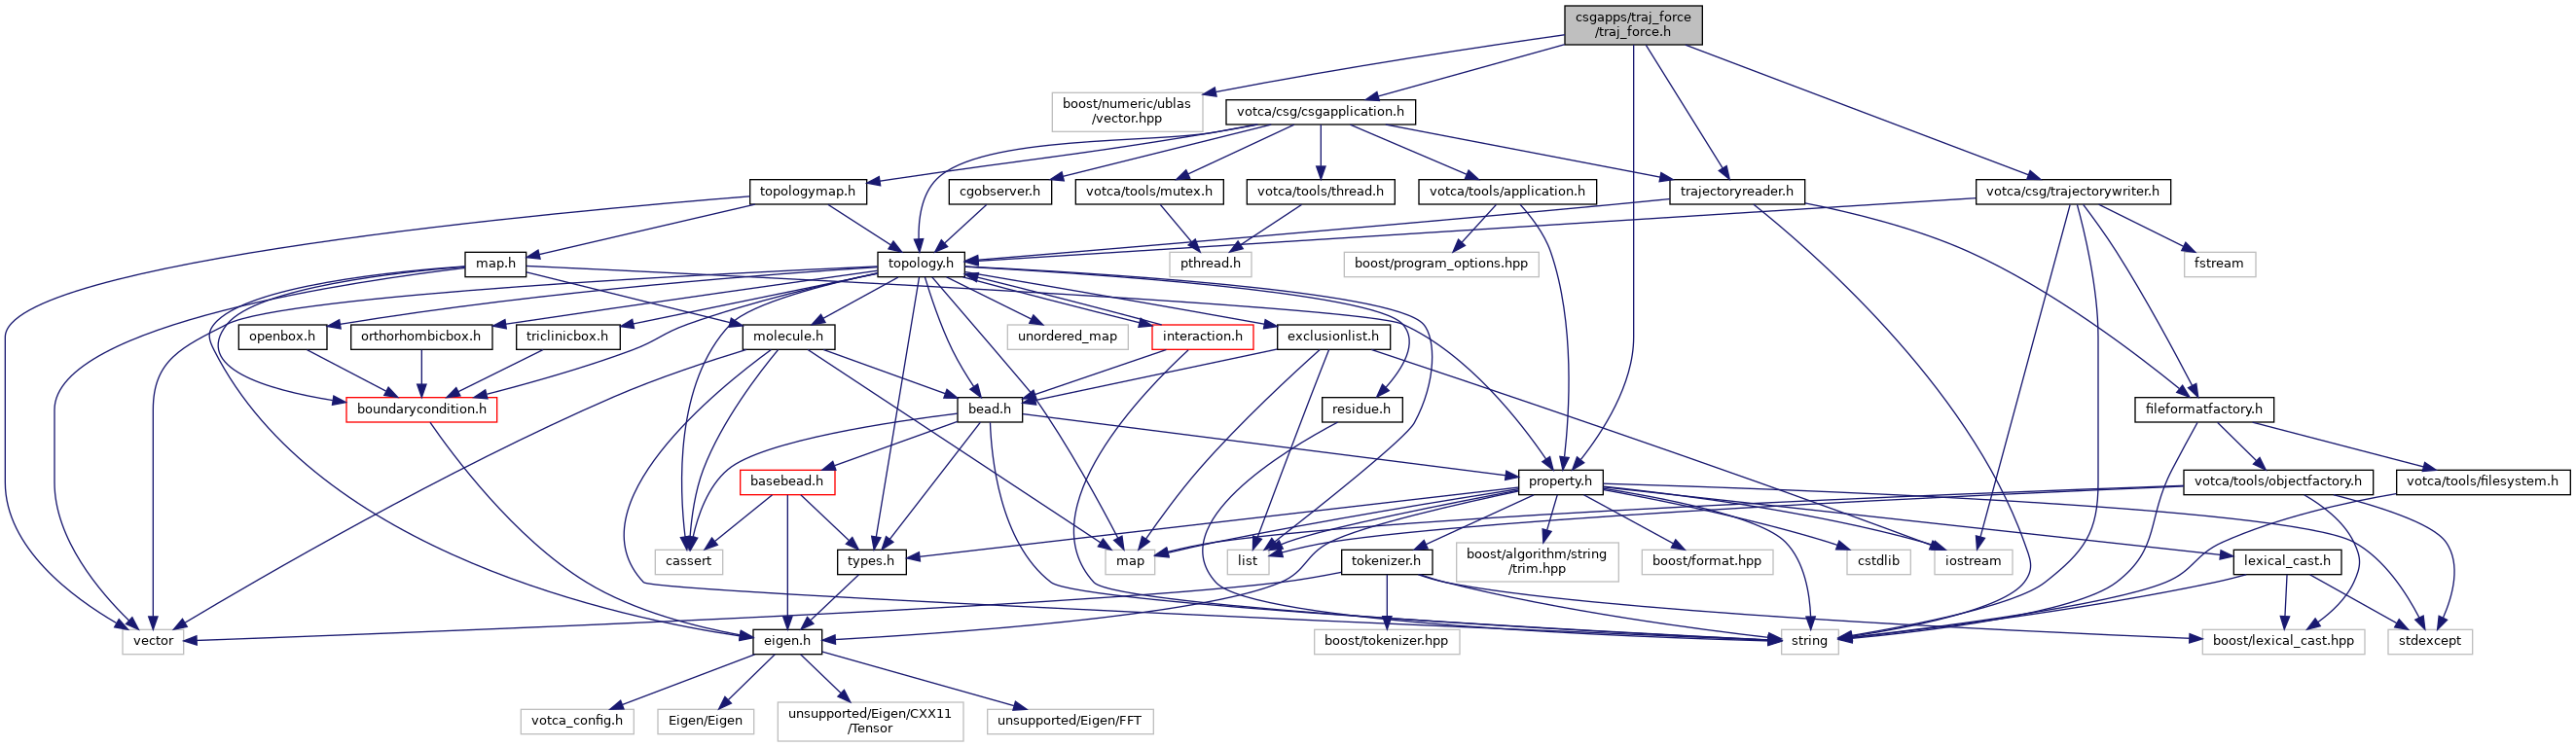 csgapps/traj_force
/traj_force.h
boost/numeric/ublas
/vector.hpp
votca/csg/csgapplication.h
topologymap.h
cgobserver.h
votca/tools/mutex.h
votca/tools/thread.h
votca/tools/application.h
trajectoryreader.h
votca/csg/trajectorywriter.h
map.h
topology.h
pthread.h
boost/program_options.hpp
fstream
openbox.h
orthorhombicbox.h
triclinicbox.h
molecule.h
unordered_map
interaction.h
exclusionlist.h
boundarycondition.h
bead.h
residue.h
fileformatfactory.h
basebead.h
property.h
votca/tools/objectfactory.h
votca/tools/filesystem.h
cassert
types.h
map
list
tokenizer.h
boost/algorithm/string
/trim.hpp
boost/format.hpp
cstdlib
iostream
lexical_cast.h
vector
eigen.h
boost/tokenizer.hpp
string
boost/lexical_cast.hpp
stdexcept
votca_config.h
Eigen/Eigen
unsupported/Eigen/CXX11
/Tensor
unsupported/Eigen/FFT